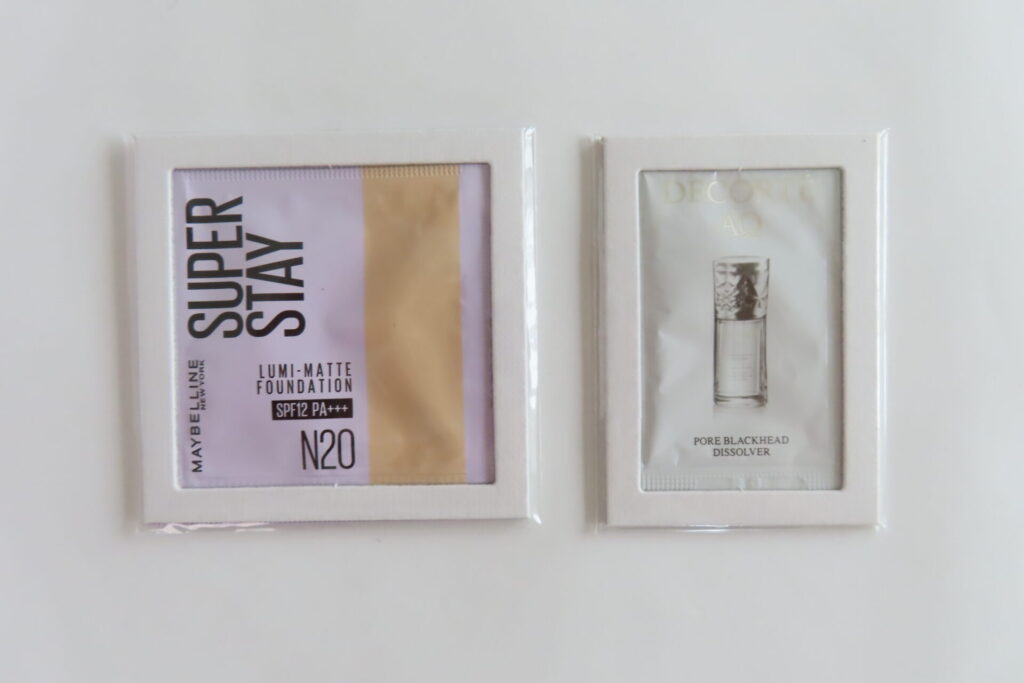 SUPER
STAY
MAYBELLINE
NEW YORK
LUMI-MATTE
FOUNDATION
SPF12 PA+++
N20
DECORTÉ
AQ
PORE BLACKHEAD
DISSOLVER